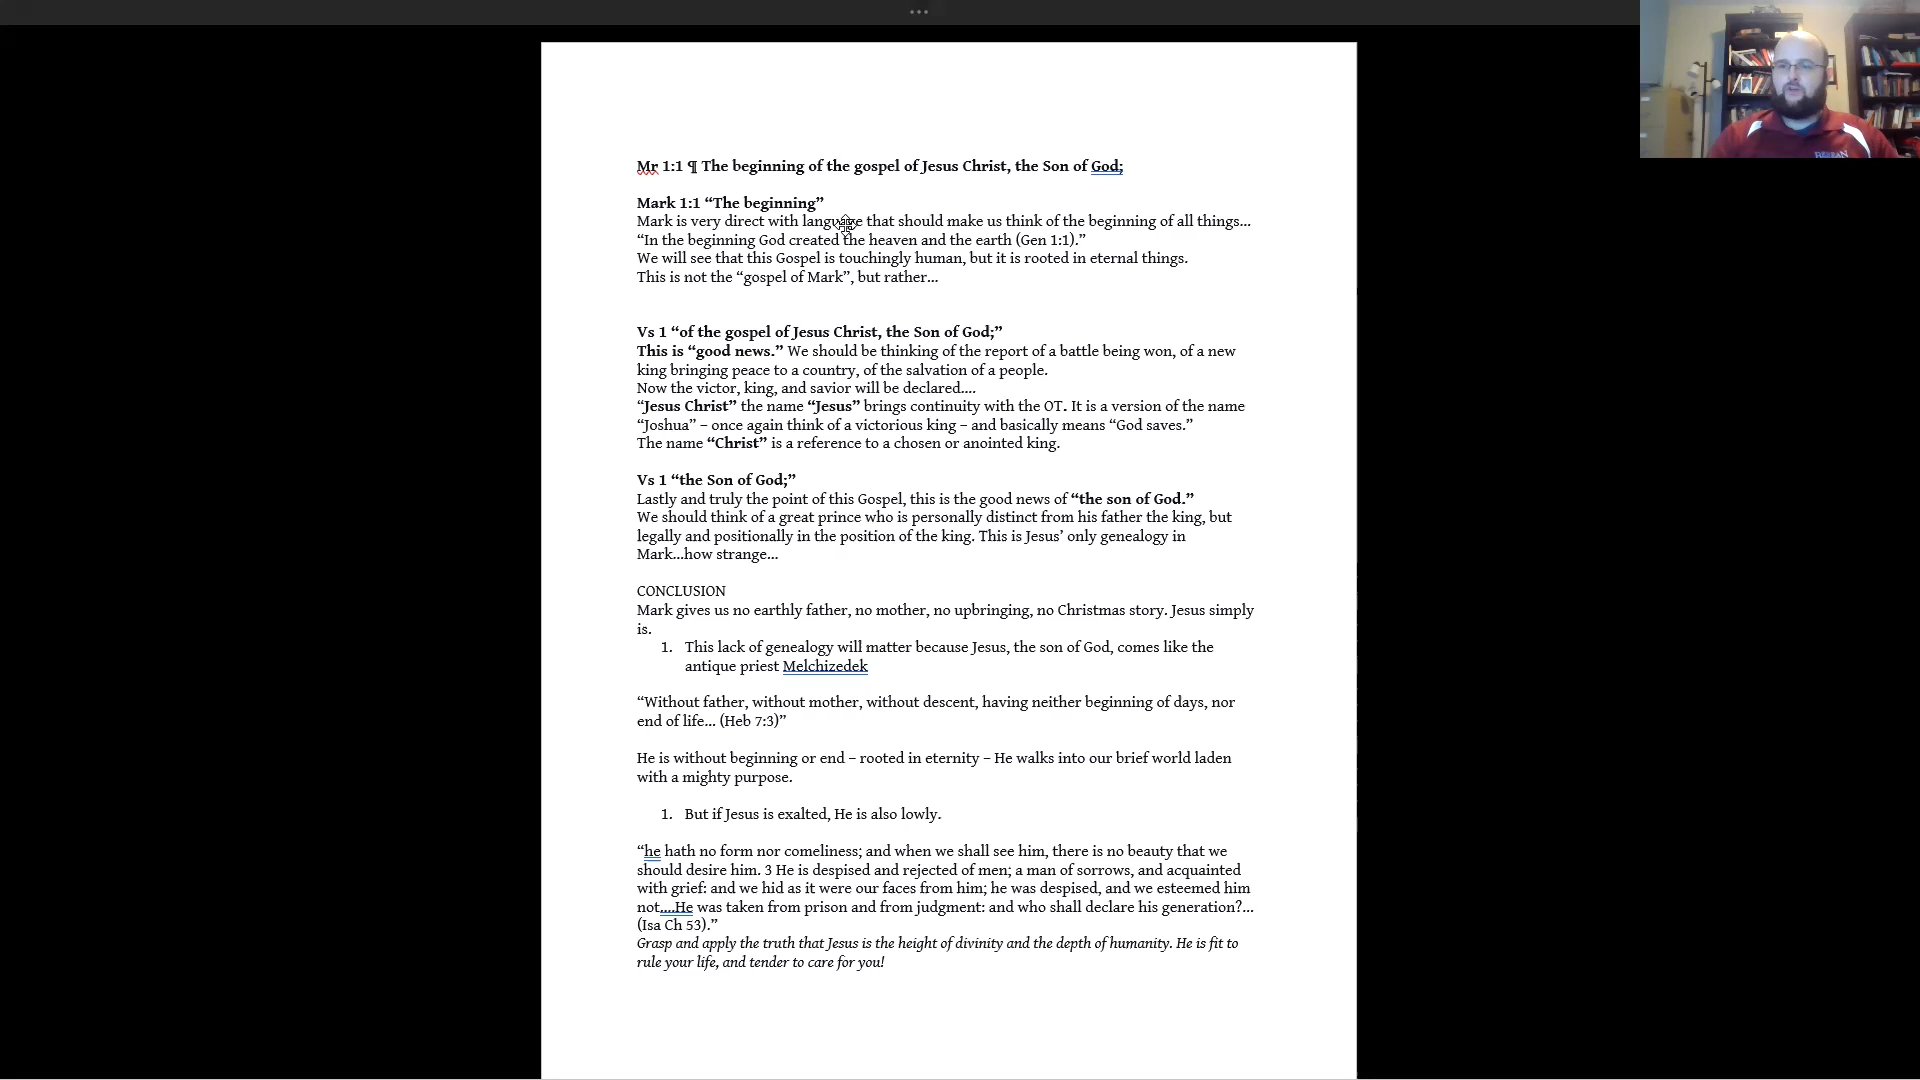 Mr 1:1 ¶ The beginning of the gospel of Jesus Christ, the Son of God;
Mark 1:1 “The beginning”
Mark is very direct with language that should make us think of the beginning of all things…
“In the beginning God created the heaven and the earth (Gen 1:1).”
We will see that this Gospel is touchingly human, but it is rooted in eternal things.
This is not the “gospel of Mark”, but rather…
Vs 1 “of the gospel of Jesus Christ, the Son of God;”
This is “good news.” We should be thinking of the report of a battle being won, of a new
king bringing peace to a country, of the salvation of a people.
Now the victor, king, and savior will be declared….
“Jesus Christ” the name “Jesus” brings continuity with the OT. It is a version of the name
“Joshua” – once again think of a victorious king – and basically means “God saves.”
The name “Christ” is a reference to a chosen or anointed king.
Vs 1 “the Son of God;”
Lastly and truly the point of this Gospel, this is the good news of “the son of God.”
We should think of a great prince who is personally distinct from his father the king, but
legally and positionally in the position of the king. This is Jesus’ only genealogy in
Mark…how strange…
CONCLUSION
Mark gives us no earthly father, no mother, no upbringing, no Christmas story. Jesus simply
is.
1. This lack of genealogy will matter because Jesus, the son of God, comes like the
antique priest Melchizedek
“Without father, without mother, without descent, having neither beginning of days, nor
end of life… (Heb 7:3)”
He is without beginning or end – rooted in eternity – He walks into our brief world laden
with a mighty purpose.
1. But if Jesus is exalted, He is also lowly.
“he hath no form nor comeliness; and when we shall see him, there is no beauty that we
should desire him. 3 He is despised and rejected of men; a man of sorrows, and acquainted
with grief: and we hid as it were our faces from him; he was despised, and we esteemed him
not….He was taken from prison and from judgment: and who shall declare his generation?…
(Isa Ch 53).”
Grasp and apply the truth that Jesus is the height of divinity and the depth of humanity. He is fit to
rule your life, and tender to care for you!